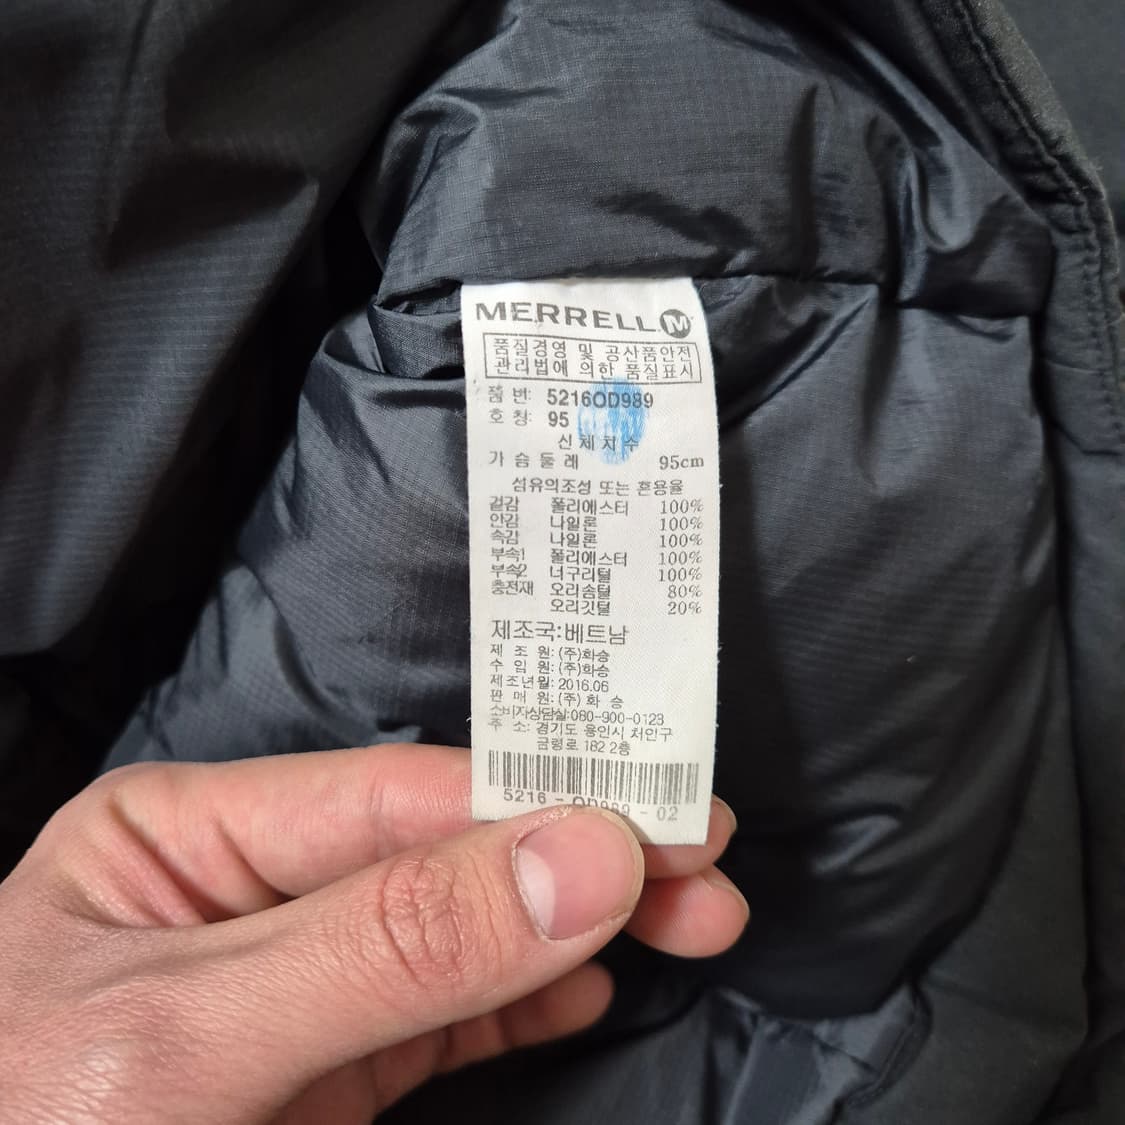 MERRELL M
품질경영 및 공산품안전
관리법에 의한 품질표시
품 번: 5216OD989
호 칭: 95
신 체 치 수
가 슴 둘 레 95cm
섬유의조성 또는 혼용율
겉감 폴리에스터 100%
안감 나일론 100%
속감 나일론 100%
부속1 폴리에스터 100%
부속2 너구리털 100%
충전재 오리솜털 80%
오리깃털 20%
제조국:베트남
제 조 원: (주)화승
수 입 원: (주)화승
제조년월: 2016.06
판 매 원: (주) 화 승
소비자상담실:080-900-0123
주 소: 경기도 용인시 처인구
금령로 182 2층
5216 - OD989 - 02